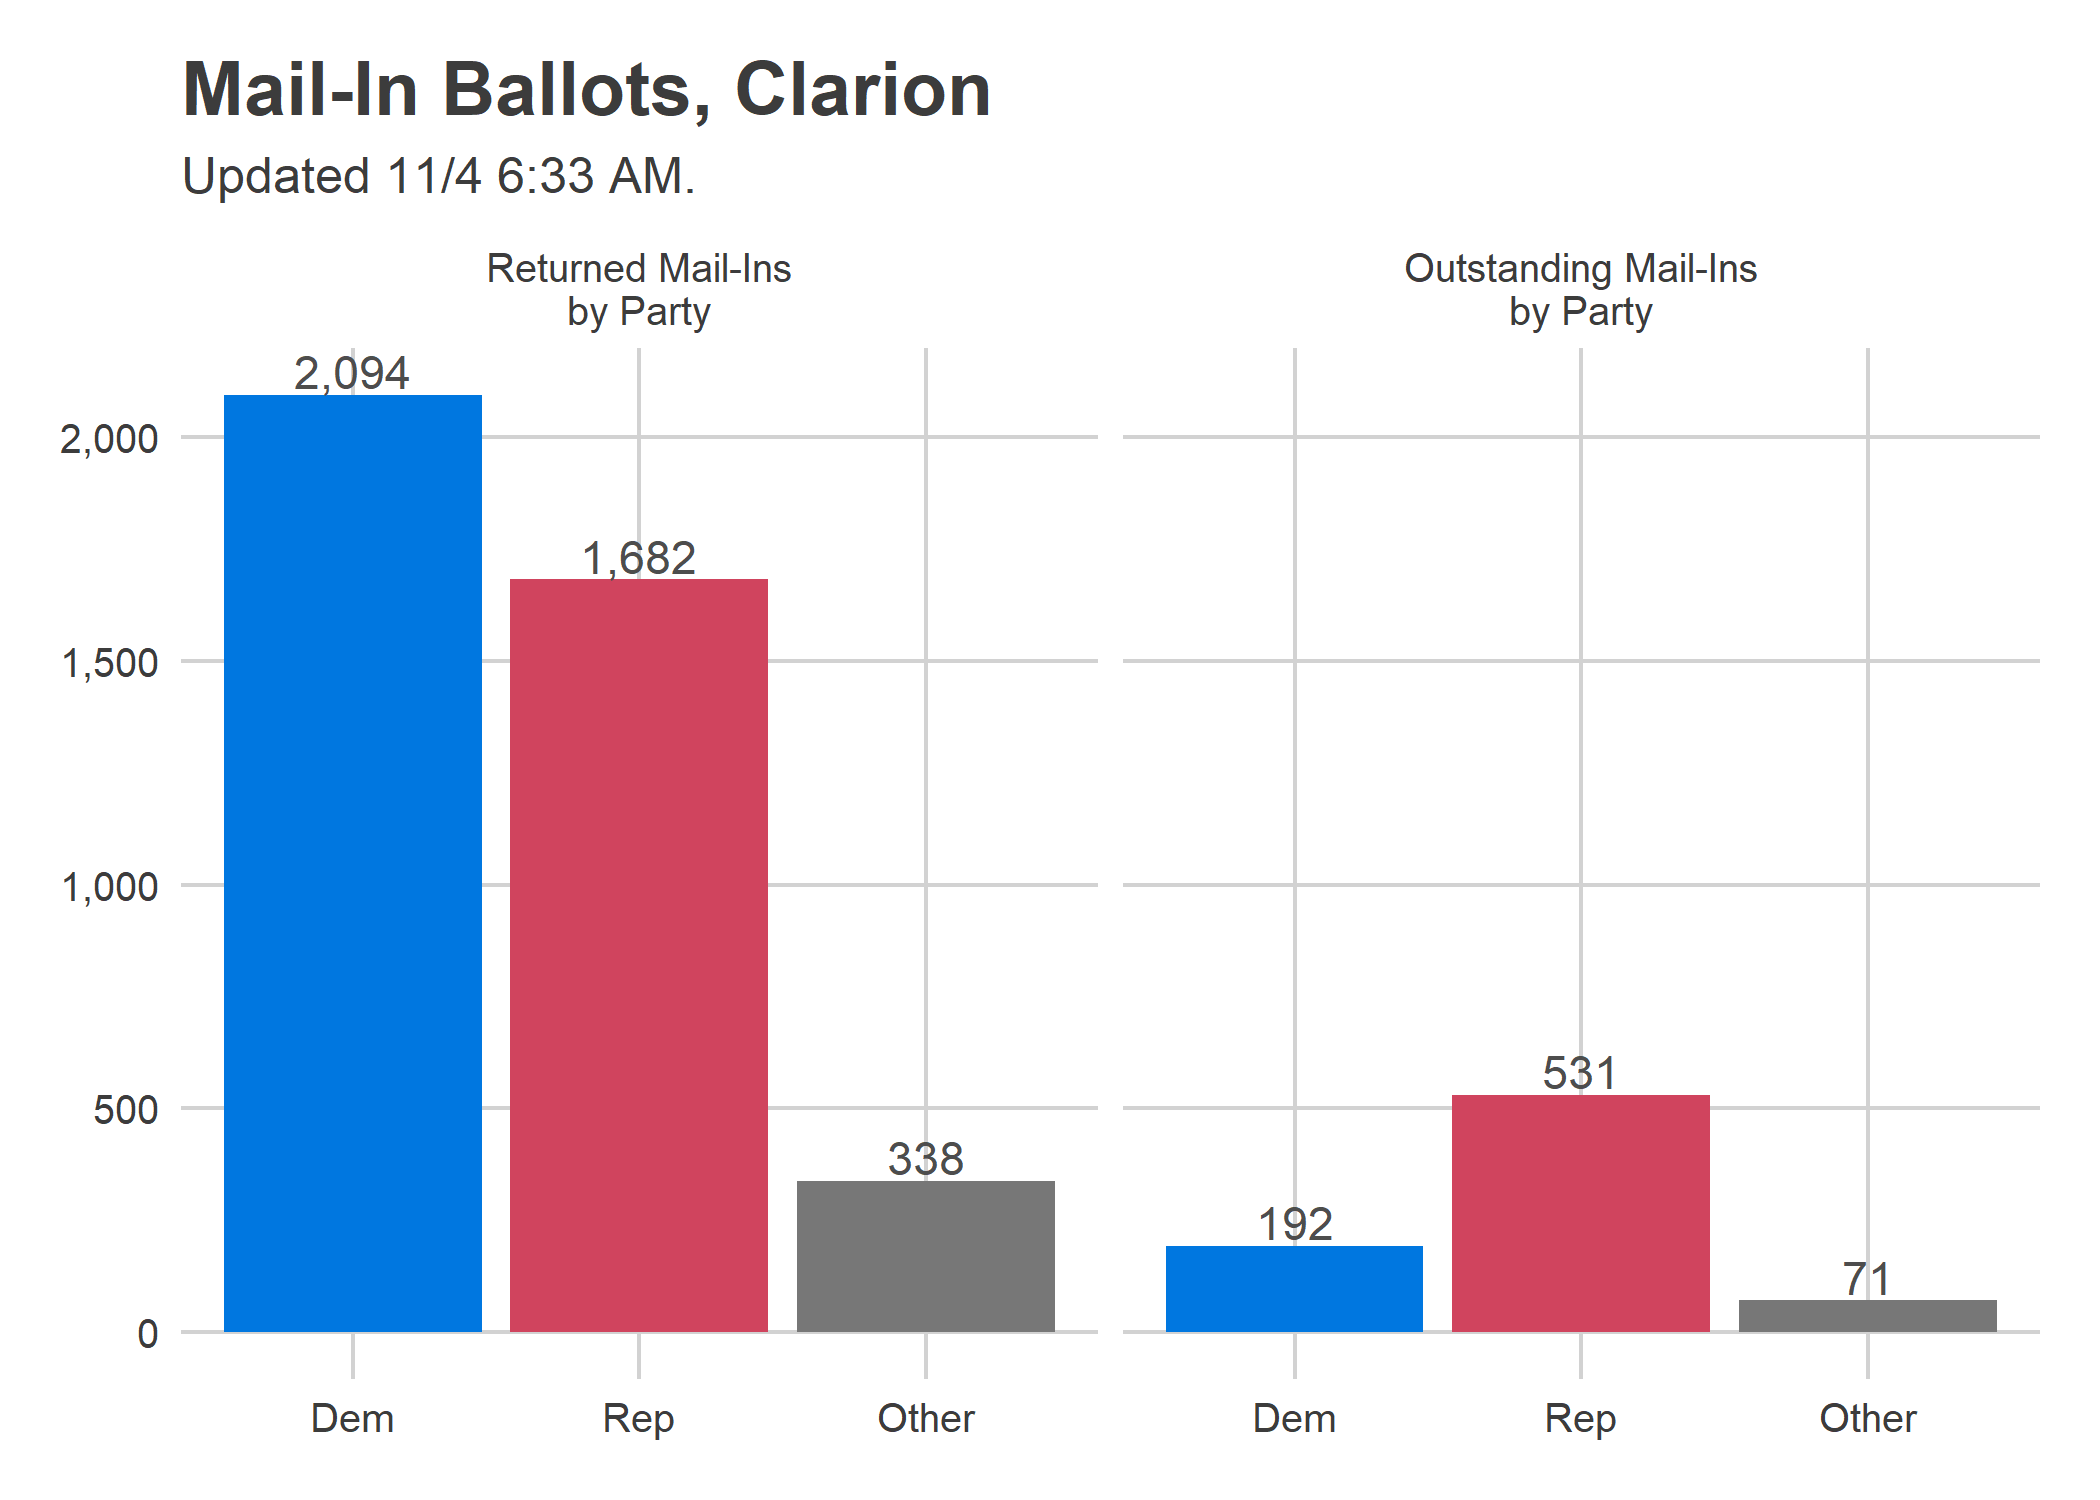 Mail-In Ballots, Clarion
Updated 11/4 6:33 AM.
Returned Mail-Ins
by Party
Outstanding Mail-Ins
by Party
2,094
1,682
338
192
531
71
2,000
1,500
1,000
500
0
Dem
Rep
Other
Dem
Rep
Other